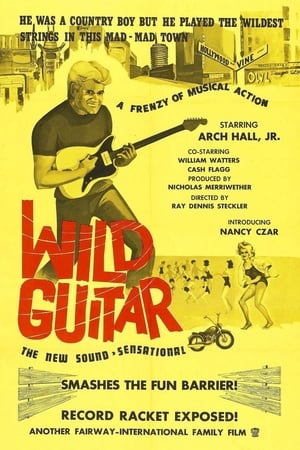 HE WAS A COUNTRY BOY BUT HE PLAYED THE WILDEST
STRINGS IN THIS MAD-MAD TOWN
HOLLYWOOD
VINE
OWL
A FRENZY OF MUSICAL ACTION
STARRING
ARCH HALL, JR.
CO-STARRING
WILLIAM WATTERS
CASH FLAGG
PRODUCED BY
NICHOLAS MERRIWETHER
DIRECTED BY
RAY DENNIS STECKLER
INTRODUCING
NANCY CZAR
WILD
GUITAR
THE NEW SOUND-SENSATIONAL
SMASHES THE FUN BARRIER!
RECORD RACKET EXPOSED!
ANOTHER FAIRWAY-INTERNATIONAL FAMILY FILM